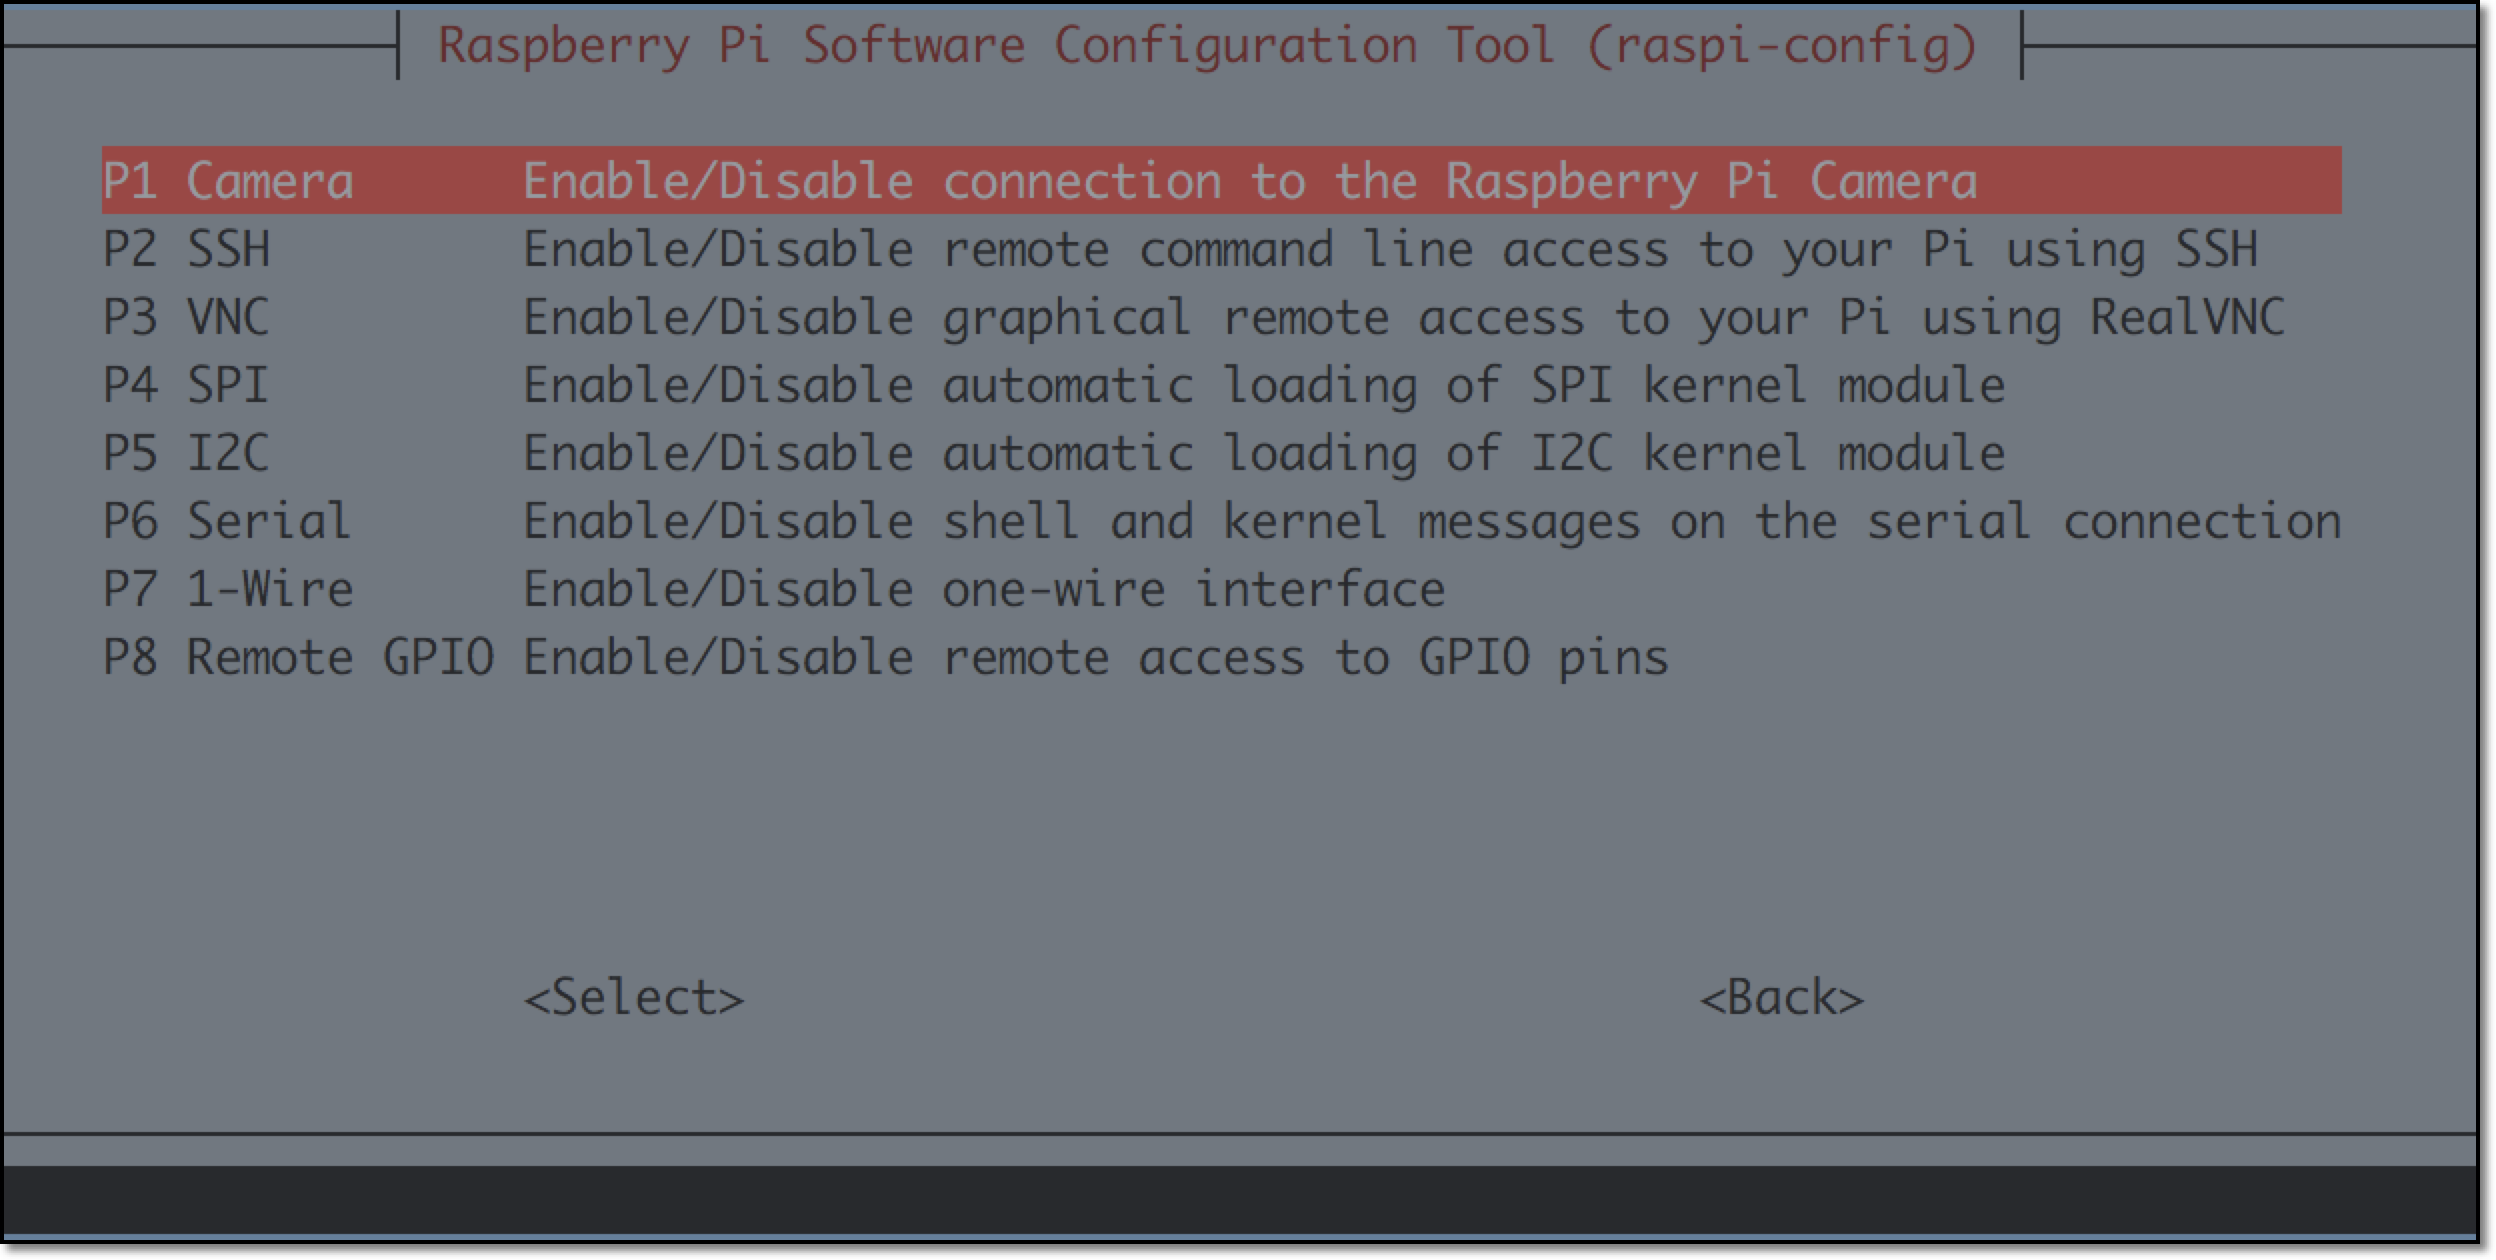 Raspberry Pi Software Configuration Tool (raspi-config)
P1 Camera Enable/Disable connection to the Raspberry Pi Camera
P2 SSH Enable/Disable remote command line access to your Pi using SSH
P3 VNC Enable/Disable graphical remote access to your Pi using RealVNC
P4 SPI Enable/Disable automatic loading of SPI kernel module
P5 I2C Enable/Disable automatic loading of I2C kernel module
P6 Serial Enable/Disable shell and kernel messages on the serial connection
P7 1-Wire Enable/Disable one-wire interface
P8 Remote GPIO Enable/Disable remote access to GPIO pins
<Select> <Back>